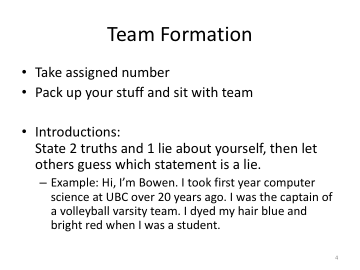 Team Formation
• Take assigned number
• Pack up your stuff and sit with team
• Introductions:
State 2 truths and 1 lie about yourself, then let
others guess which statement is a lie.
– Example: Hi, I'm Bowen. I took first year computer
science at UBC over 20 years ago. I was the captain of
a volleyball varsity team. I dyed my hair blue and
bright red when I was a student.
4